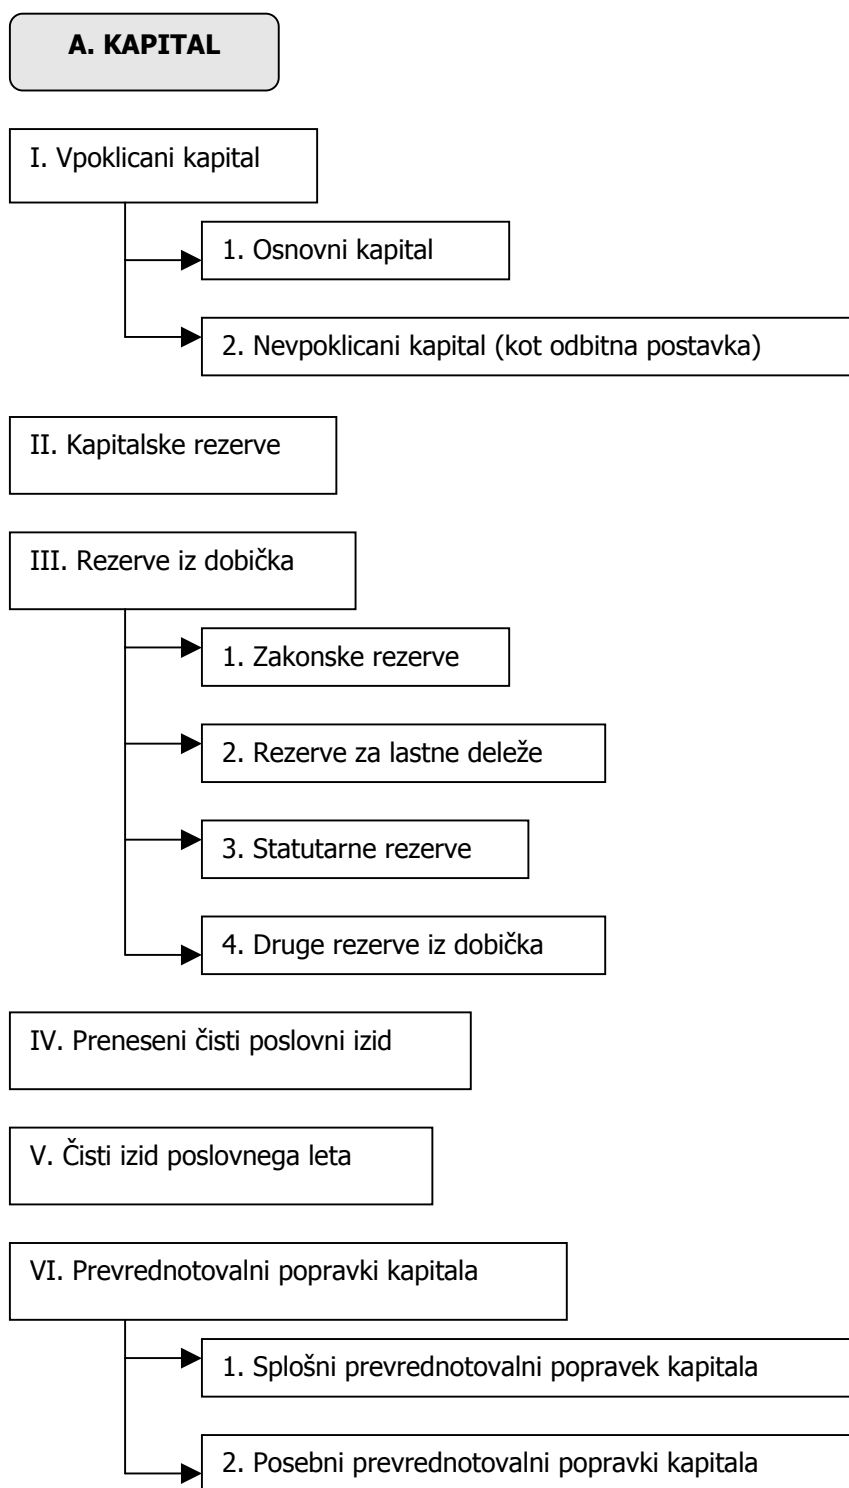 A. KAPITAL
I. Vpoklicani kapital
1. Osnovni kapital
2. Nevpoklicani kapital (kot odbitna postavka)
II. Kapitalske rezerve
III. Rezerve iz dobička
1. Zakonske rezerve
2. Rezerve za lastne deleže
3. Statutarne rezerve
4. Druge rezerve iz dobička
IV. Preneseni čisti poslovni izid
V. Čisti izid poslovnega leta
VI. Prevrednotovalni popravki kapitala
1. Splošni prevrednotovalni popravek kapitala
2. Posebni prevrednotovalni popravki kapitala